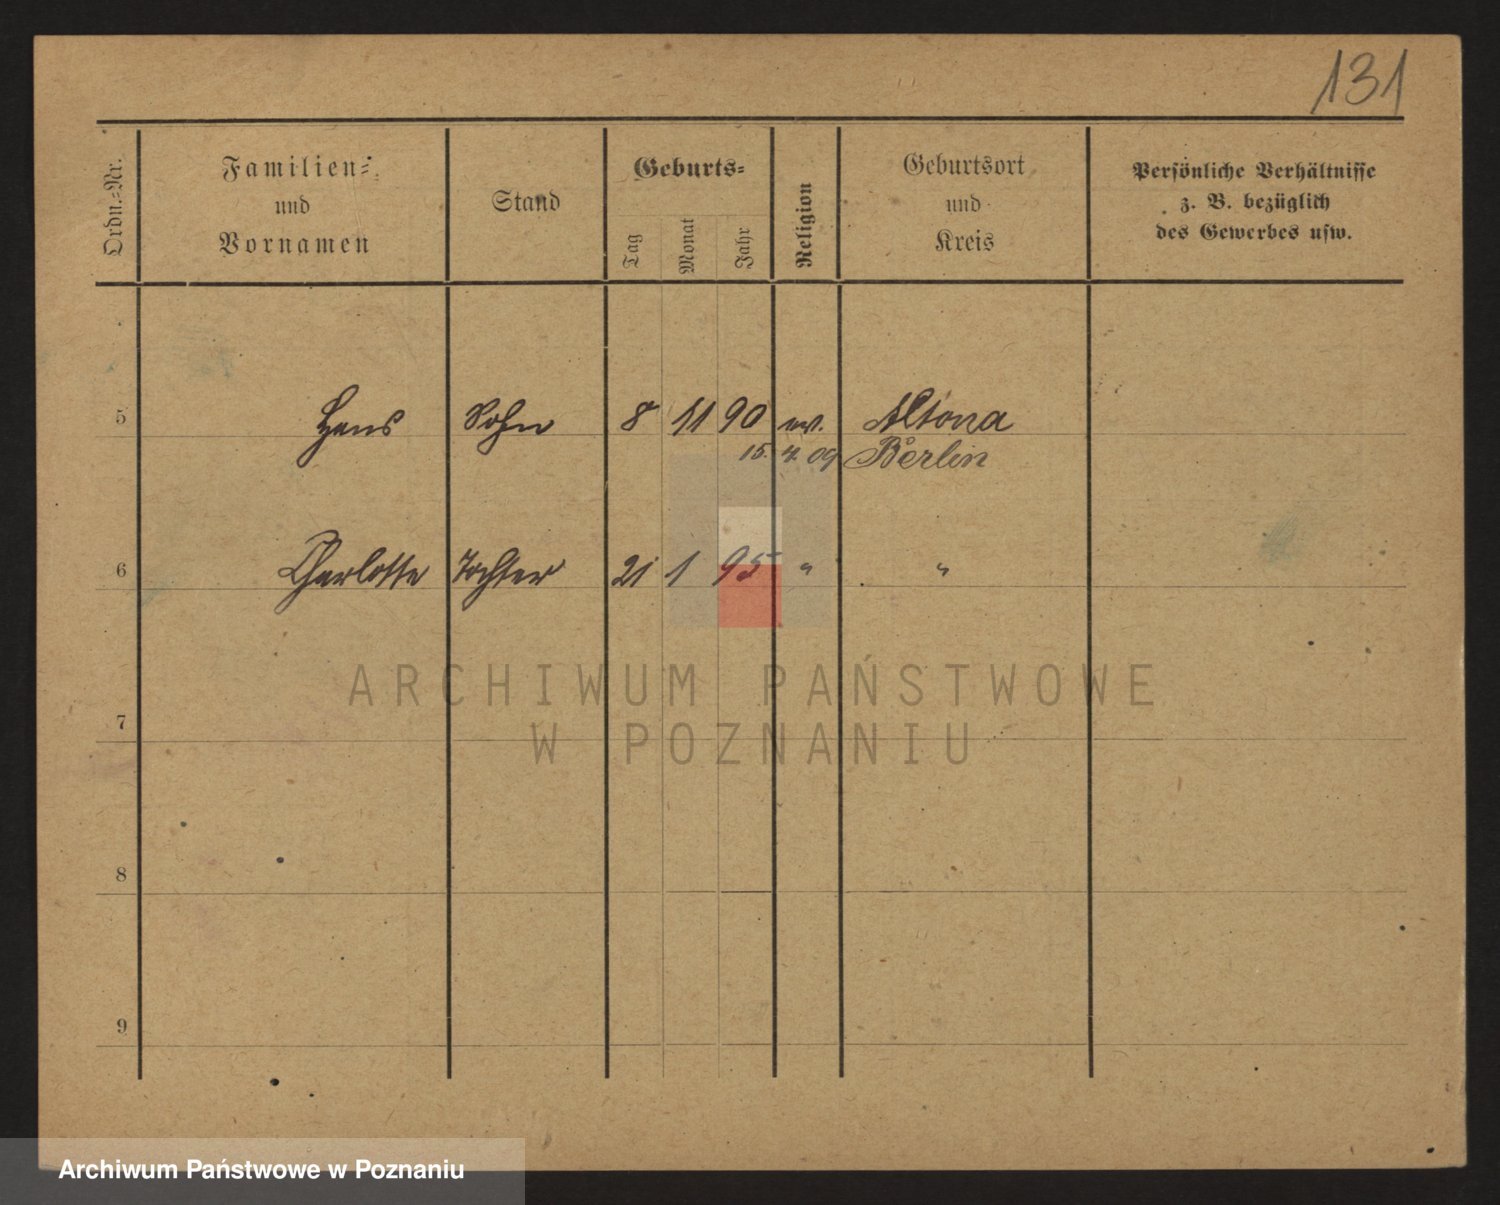 131
Ordn.-Nr.
Familien-
und
Vornamen
Stand
Geburts-
Tag
Monat
Jahr
Religion
Geburtsort
und
Kreis
Persönliche Verhältnisse
z. B. bezüglich
des Gewerbes usw.
5 Hans Sohn 8 11 90 ev. Altona
15. 4. 09 Berlin
6 Charlotte Tochter 21 1 95 " "
ARCHIWUM PAŃSTWOWE
W POZNANIU
7
8
9
Archiwum Państwowe w Poznaniu